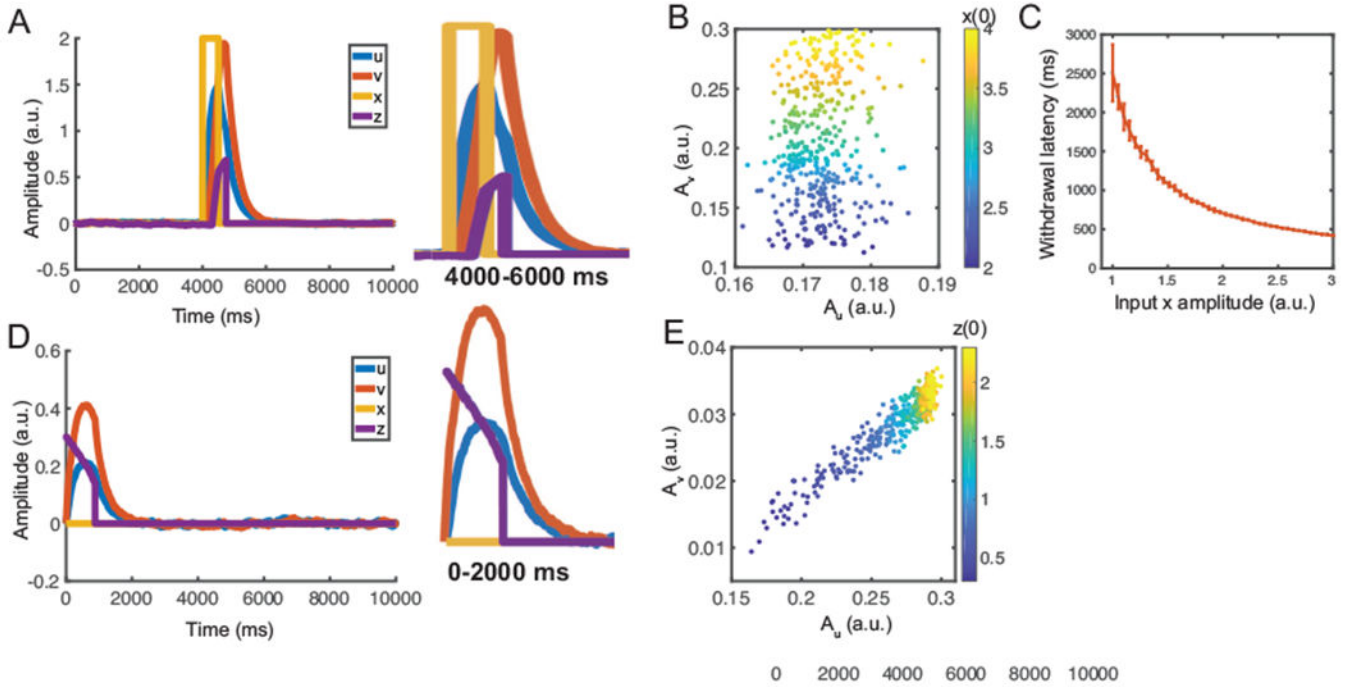 A
2
1.5
1
0.5
0
-0.5
Amplitude (a.u.)
0 2000 4000 6000 8000 10000
Time (ms)
u
v
x
z
4000-6000 ms
B
x(0)
0.3
0.25
0.2
0.15
0.1
A_v (a.u.)
0.16 0.17 0.18 0.19
A_u (a.u.)
4
3.5
3
2.5
2
C
3000
2500
2000
1500
1000
500
0
Withdrawal latency (ms)
1 1.5 2 2.5 3
Input x amplitude (a.u.)
D
0.6
0.4
0.2
0
-0.2
Amplitude (a.u.)
0 2000 4000 6000 8000 10000
Time (ms)
u
v
x
z
0-2000 ms
E
z(0)
0.04
0.03
0.02
0.01
A_v (a.u.)
0.15 0.2 0.25 0.3
A_u (a.u.)
2
1.5
1
0.5
0 2000 4000 6000 8000 10000